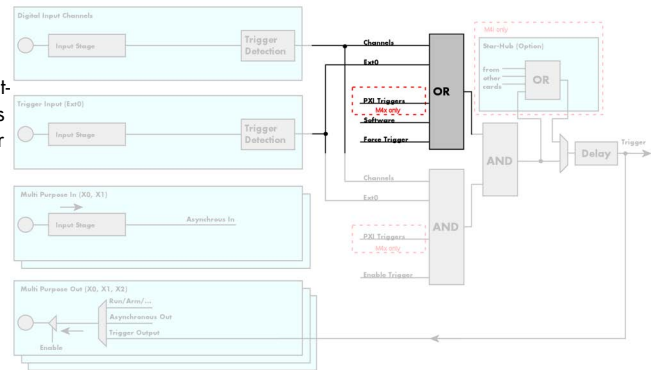 Digital Input Channels
Input Stage
Trigger
Detection
Trigger Input (Ext0)
Input Stage
Trigger
Detection
Multi Purpose In (X0, X1)
Input Stage
Asynchrous In
Multi Purpose Out (X0, X1, X2)
Run/Arm/...
Asynchronous Out
Trigger Output
Enable
t-
s
r
Channels
Ext0
PXI Triggers
M4x only
Software
Force Trigger
OR
Channels
Ext0
PXI Triggers
M4x only
Enable Trigger
AND
AND
M4i only
Star-Hub (Option)
from
other
cards
OR
Delay
Trigger